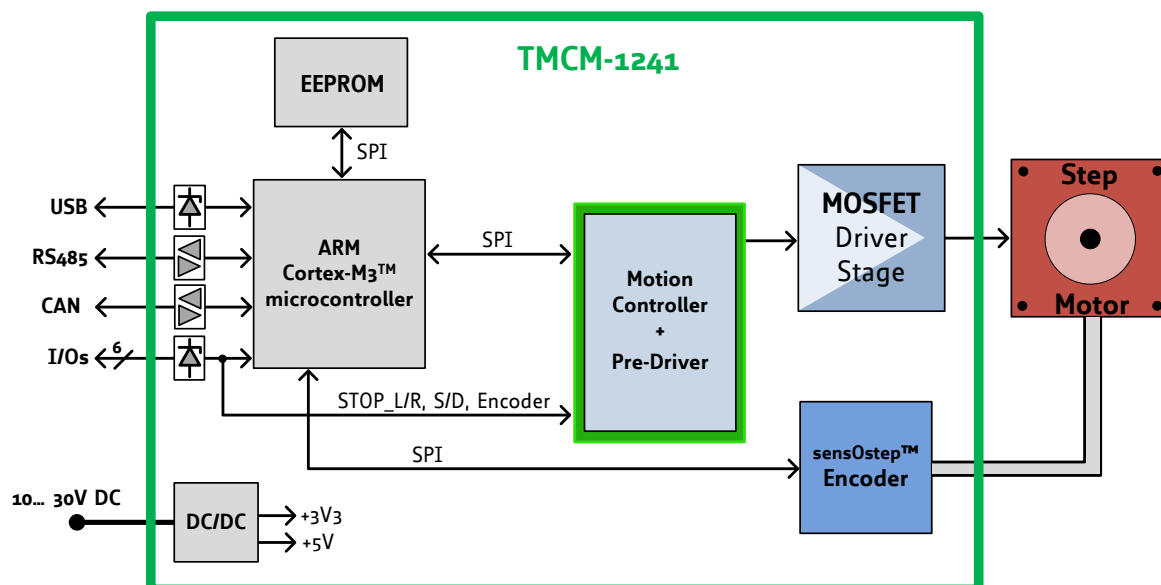 TMCM-1241
EEPROM
SPI
USB
RS485
CAN
I/Os
6
ARM
Cortex-M3™
microcontroller
SPI
Motion
Controller
+
Pre-Driver
MOSFET
Driver
Stage
Step
Motor
STOP_L/R, S/D, Encoder
SPI
sensOstep™
Encoder
10... 30V DC
DC/DC
+3V3
+5V